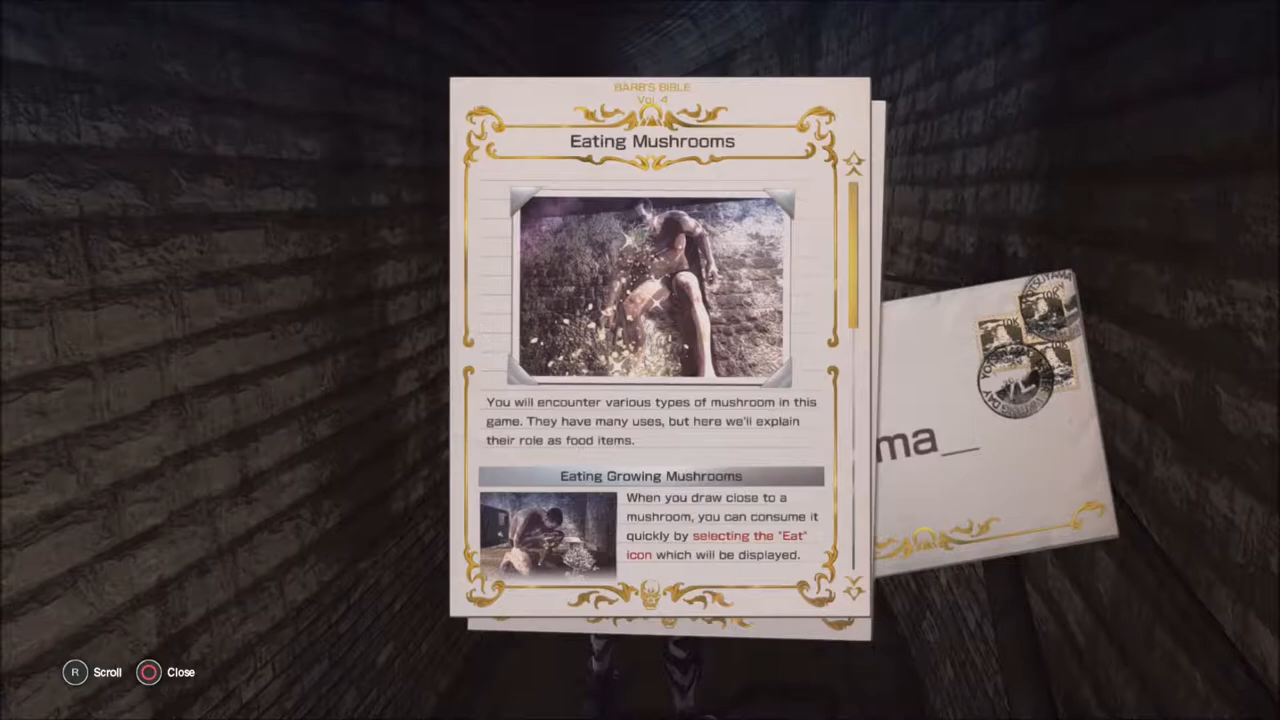 BARB'S BIBLE
Vol. 4
Eating Mushrooms
You will encounter various types of mushroom in this
game. They have many uses, but here we'll explain
their role as food items.
Eating Growing Mushrooms
When you draw close to a
mushroom, you can consume it
quickly by selecting the "Eat"
icon which will be displayed.
ma_
R Scroll Close